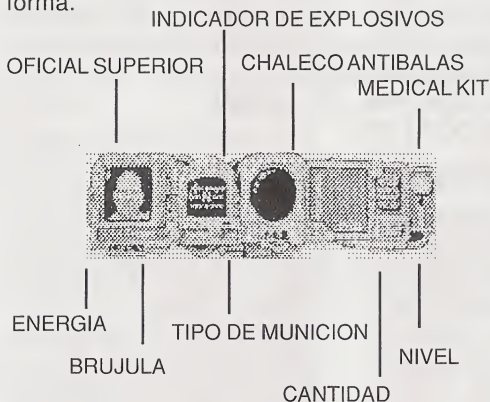 forma.
INDICADOR DE EXPLOSIVOS
OFICIAL SUPERIOR
CHALECO ANTIBALAS
MEDICAL KIT
ENERGIA
TIPO DE MUNICION
NIVEL
BRUJULA
CANTIDAD